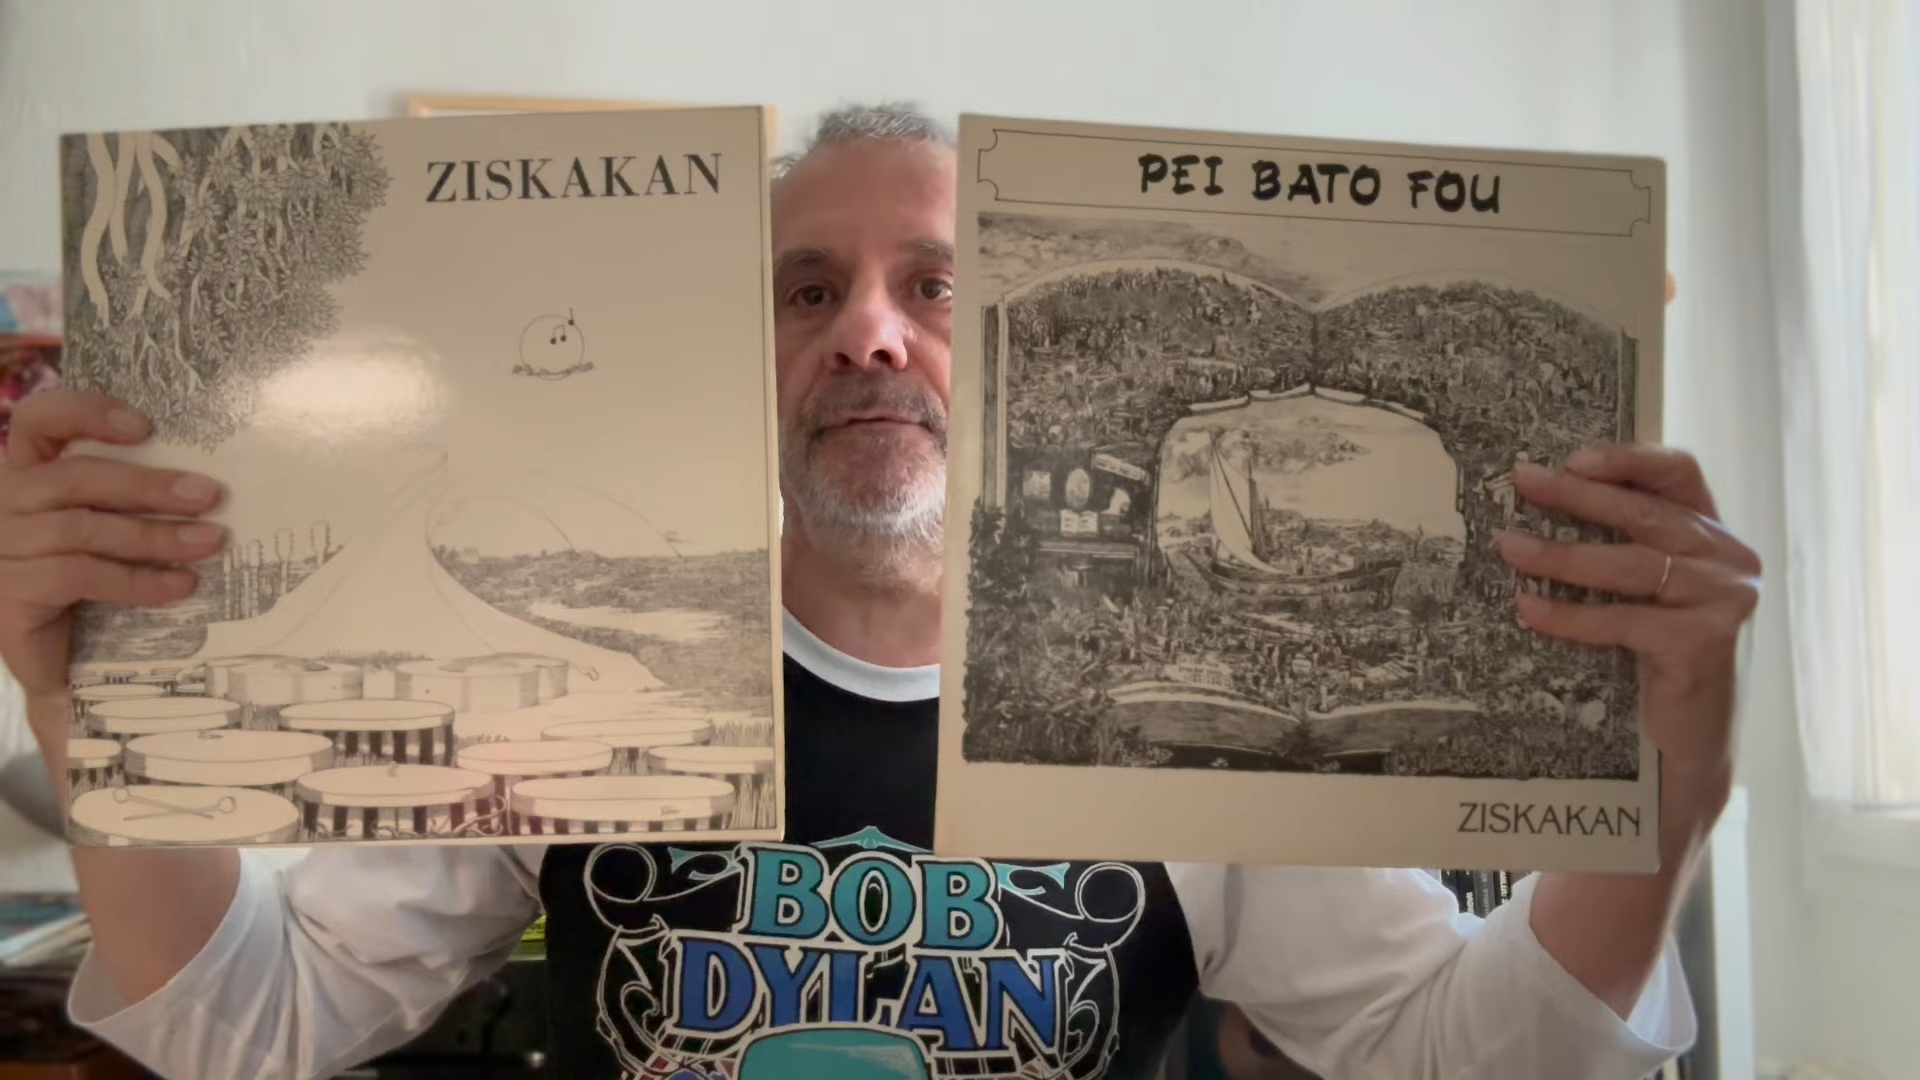 ZISKAKAN
PEI BATO FOU
ZISKAKAN
BOB
DYLAN